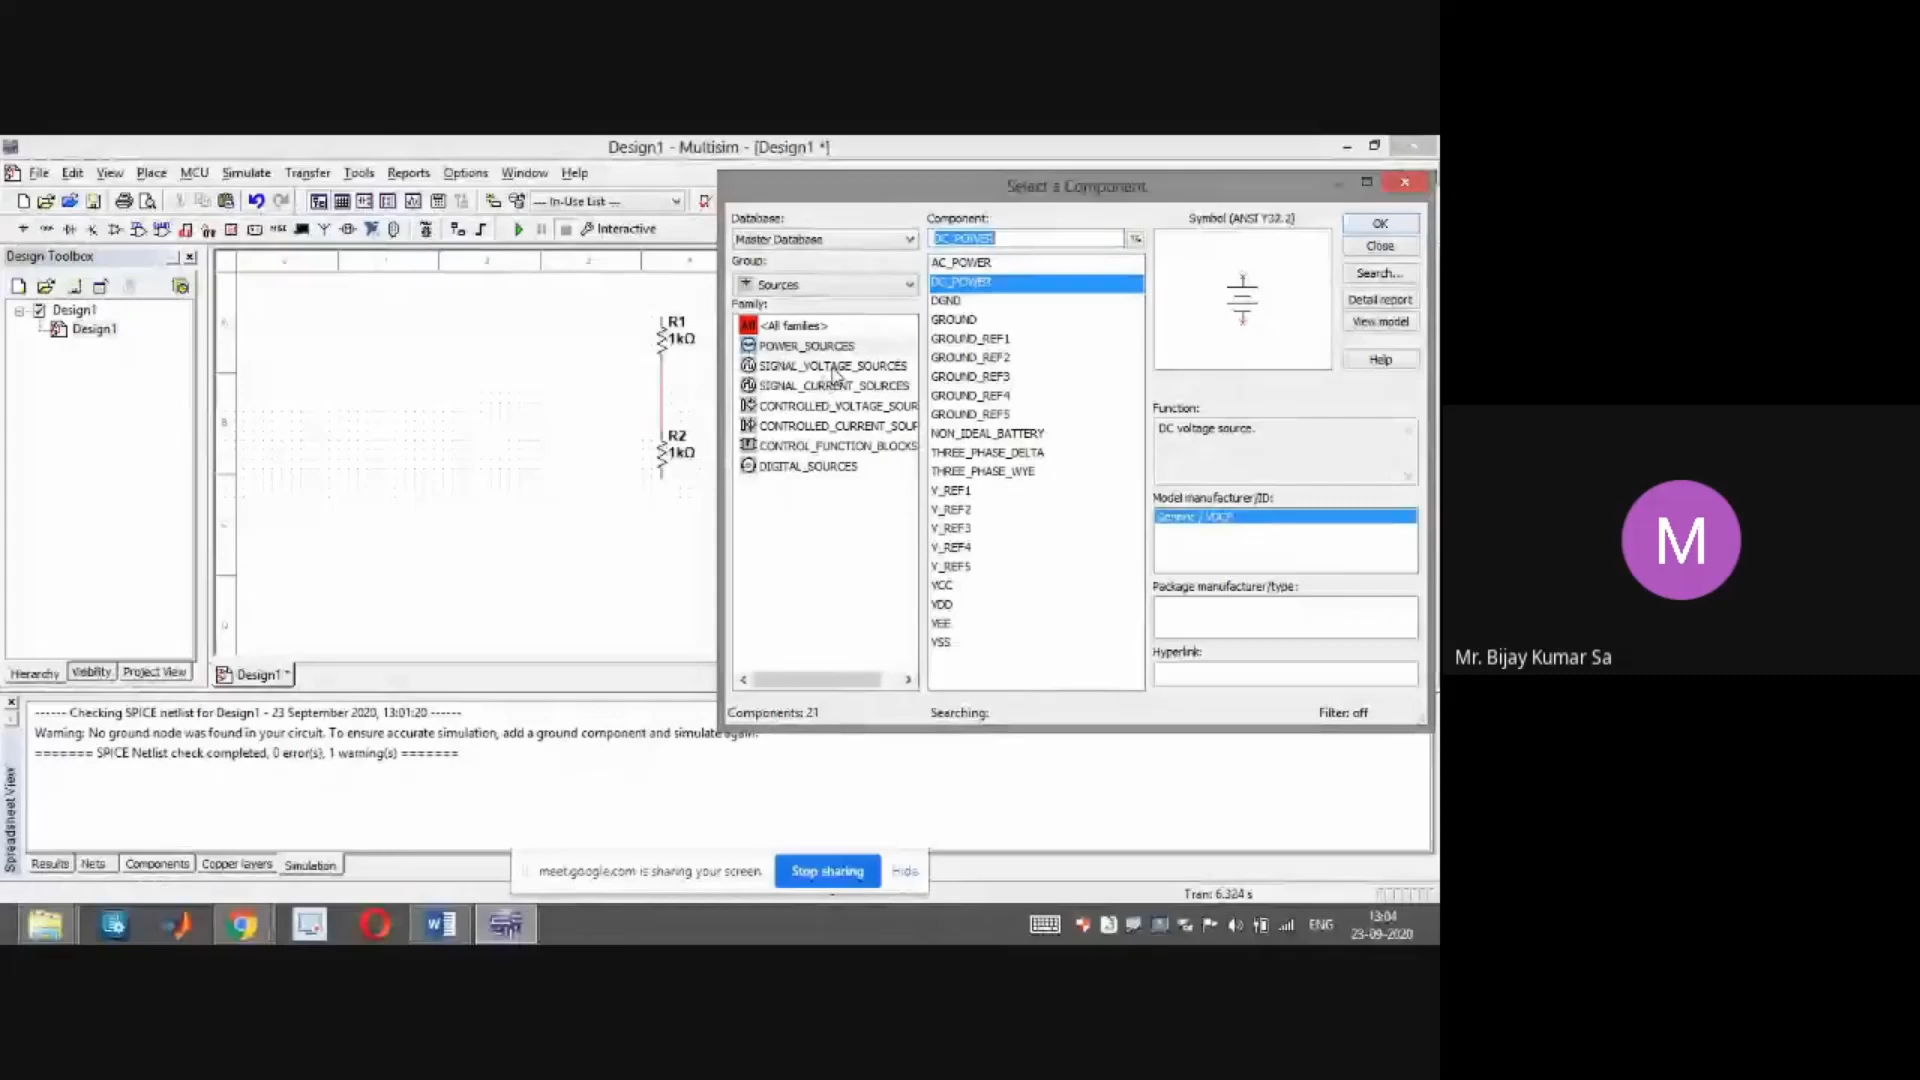 Design1 - Multisim - [Design1 *]
File Edit View Place MCU Simulate Transfer Tools Reports Options Window Help
--- In-Use List ---
Interactive
Design Toolbox
Design1
Design1
Hierarchy Visibility Project View
R1
1kΩ
R2
1kΩ
Design1 *
Select a Component
Database:
Master Database
Group:
Sources
Family:
All <All families>
POWER_SOURCES
SIGNAL_VOLTAGE_SOURCES
SIGNAL_CURRENT_SOURCES
CONTROLLED_VOLTAGE_SOUR
CONTROLLED_CURRENT_SOUF
CONTROL_FUNCTION_BLOCKS
DIGITAL_SOURCES
Components: 21
Component:
DC_POWER
AC_POWER
DC_POWER
DGND
GROUND
GROUND_REF1
GROUND_REF2
GROUND_REF3
GROUND_REF4
GROUND_REF5
NON_IDEAL_BATTERY
THREE_PHASE_DELTA
THREE_PHASE_WYE
V_REF1
V_REF2
V_REF3
V_REF4
V_REF5
VCC
VDD
VEE
VSS
Searching:
Symbol (ANSI Y32.2)
OK
Close
Search...
Detail report
View model
Help
Function:
DC voltage source.
Model manufacturer/ID:
Package manufacturer/type:
Hyperlink:
Filter: off
------ Checking SPICE netlist for Design1 - 23 September 2020, 13:01:20 ------
Warning: No ground node was found in your circuit. To ensure accurate simulation, add a ground component and simulate again.
======= SPICE Netlist check completed, 0 error(s), 1 warning(s) =======
Spreadsheet View
Results Nets Components Copper layers Simulation
meet.google.com is sharing your screen.
Stop sharing
Hide
Tran: 6.324 s
ENG
13:04
23-09-2020
M
Mr. Bijay Kumar Sa